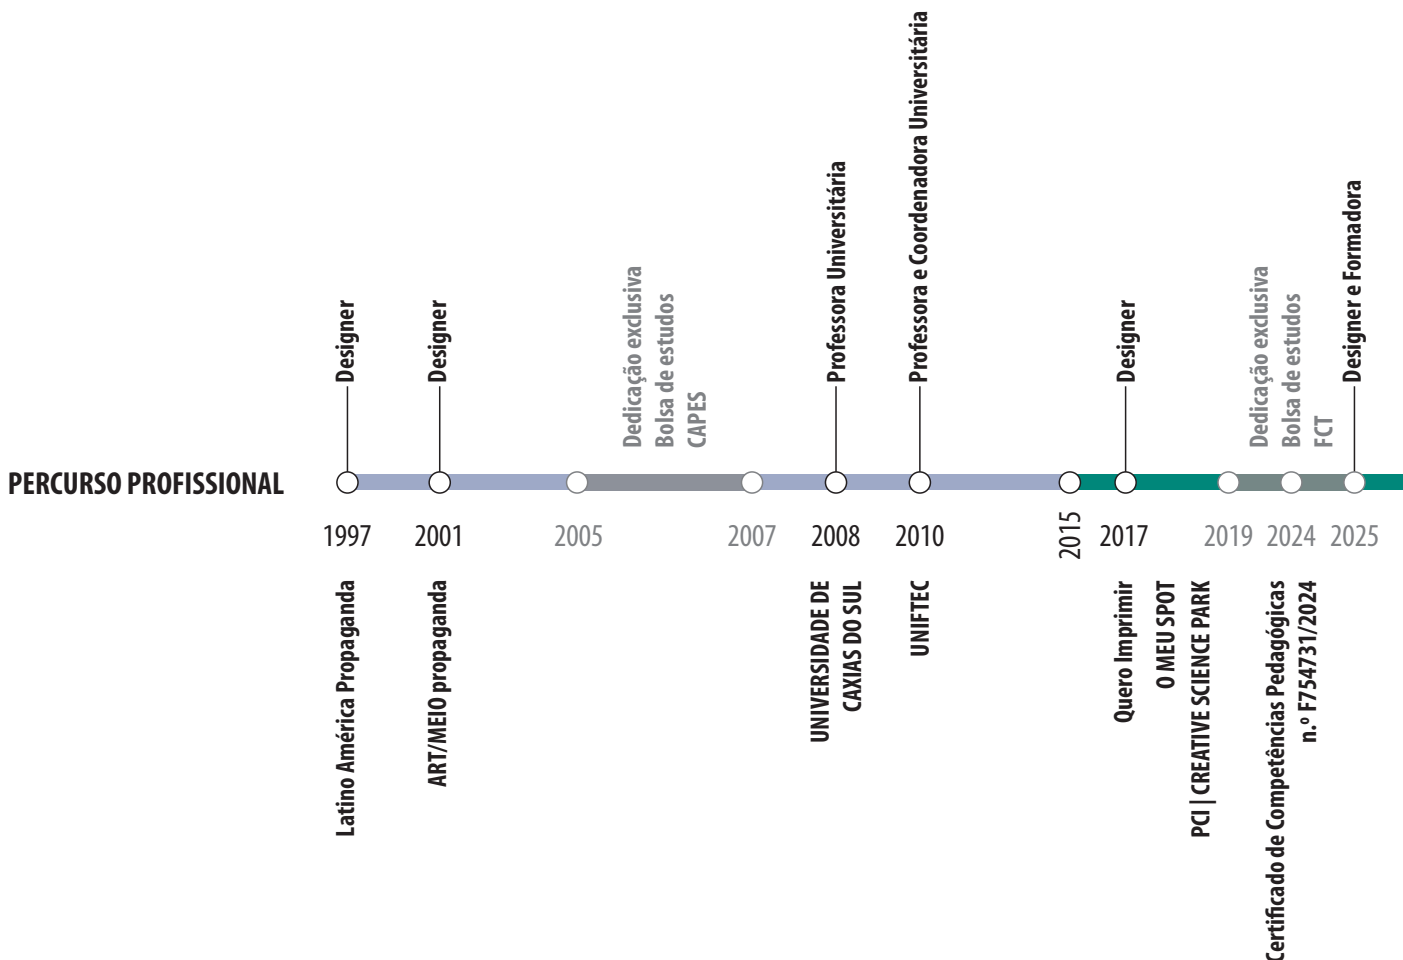 Designer
Designer
Dedicação exclusiva
Bolsa de estudos
CAPES
Professora Universitária
Professora e Coordenadora Universitária
Designer
Dedicação exclusiva
Bolsa de estudos
FCT
Designer e Formadora
PERCURSO PROFISSIONAL
1997
2001
2005
2007
2008
2010
2015
2017
2019
2024
2025
Latino América Propaganda
ART/MEIO propaganda
UNIVERSIDADE DE
CAXIAS DO SUL
UNIFTEC
Quero Imprimir
O MEU SPOT
PCI | CREATIVE SCIENCE PARK
Certificado de Competências Pedagógicas
n.º F754731/2024